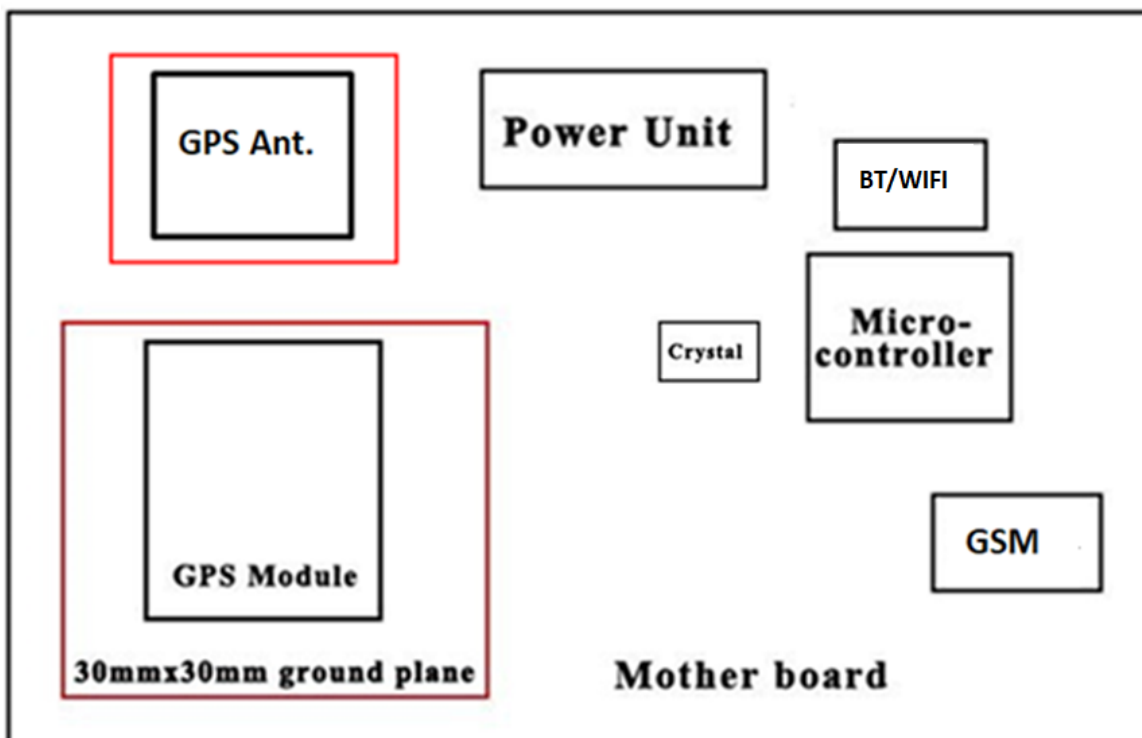 GPS Ant.
Power Unit
BT/WIFI
Micro-
controller
Crystal
GSM
GPS Module
30mmx30mm ground plane
Mother board